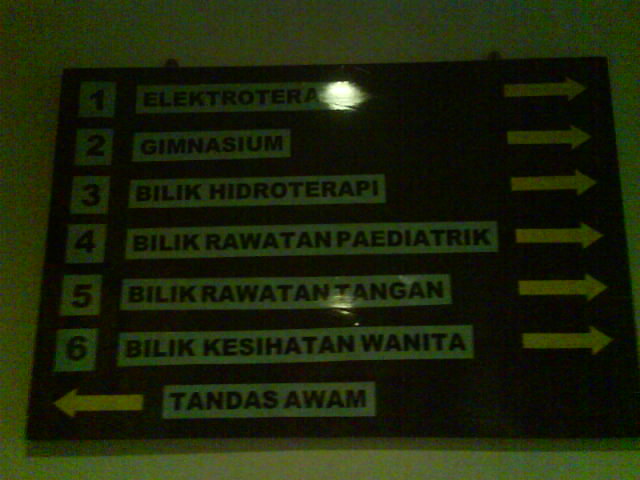 1 ELEKTROTERA
2 GIMNASIUM
3 BILIK HIDROTERAPI
4 BILIK RAWATAN PAEDIATRIK
5 BILIK RAWATAN TANGAN
6 BILIK KESIHATAN WANITA
TANDAS AWAM